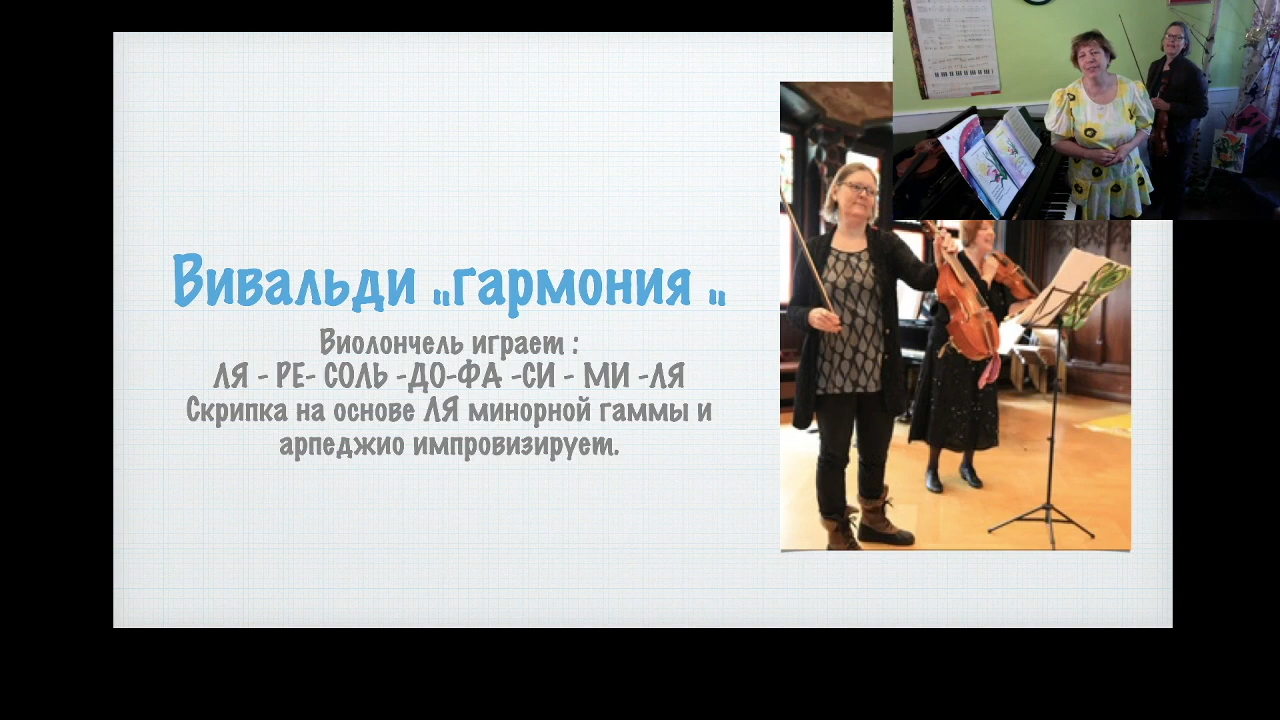 Вивальди „гармония „
Виолончель играет :
ЛЯ - РЕ- СОЛЬ -ДО-ФА -СИ - МИ -ЛЯ
Скрипка на основе ЛЯ минорной гаммы и
арпеджио импровизирует.